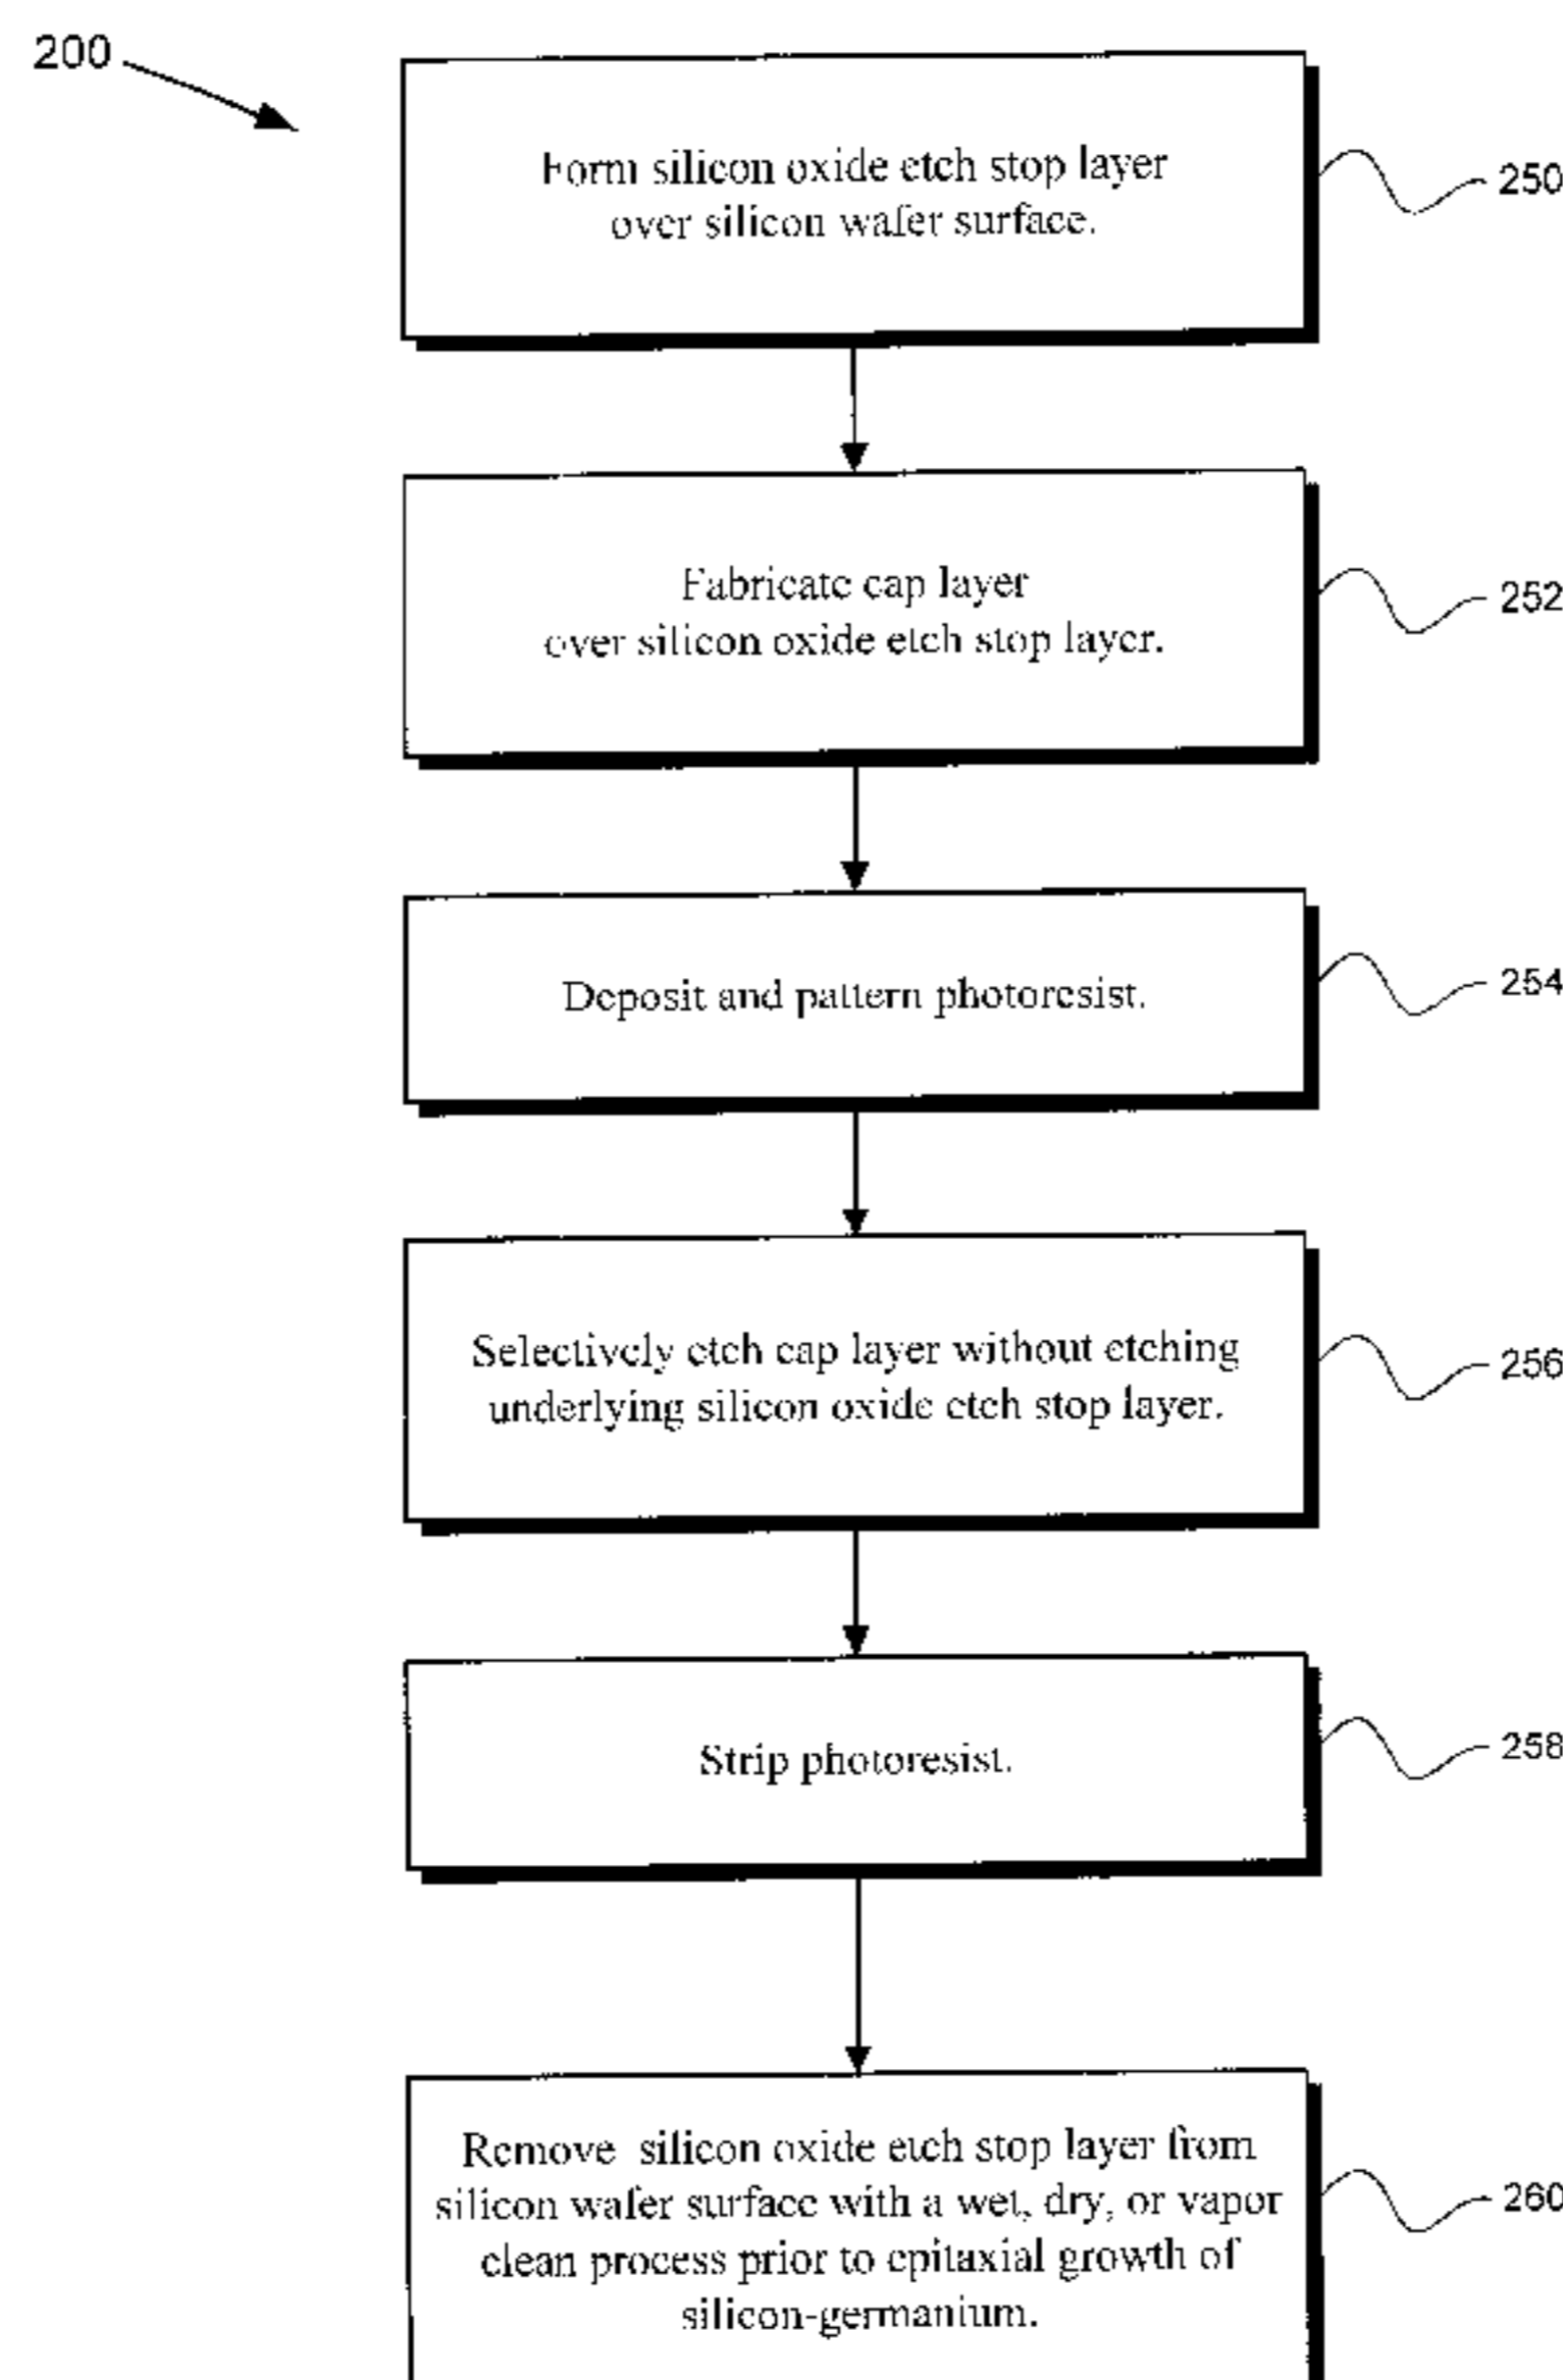 200
Form silicon oxide etch stop layer
over silicon wafer surface.
250
Fabricate cap layer
over silicon oxide etch stop layer.
252
Deposit and pattern photoresist.
254
Selectively etch cap layer without etching
underlying silicon oxide etch stop layer.
256
Strip photoresist.
258
Remove silicon oxide etch stop layer from
silicon wafer surface with a wet, dry, or vapor
clean process prior to epitaxial growth of
silicon-germanium.
260